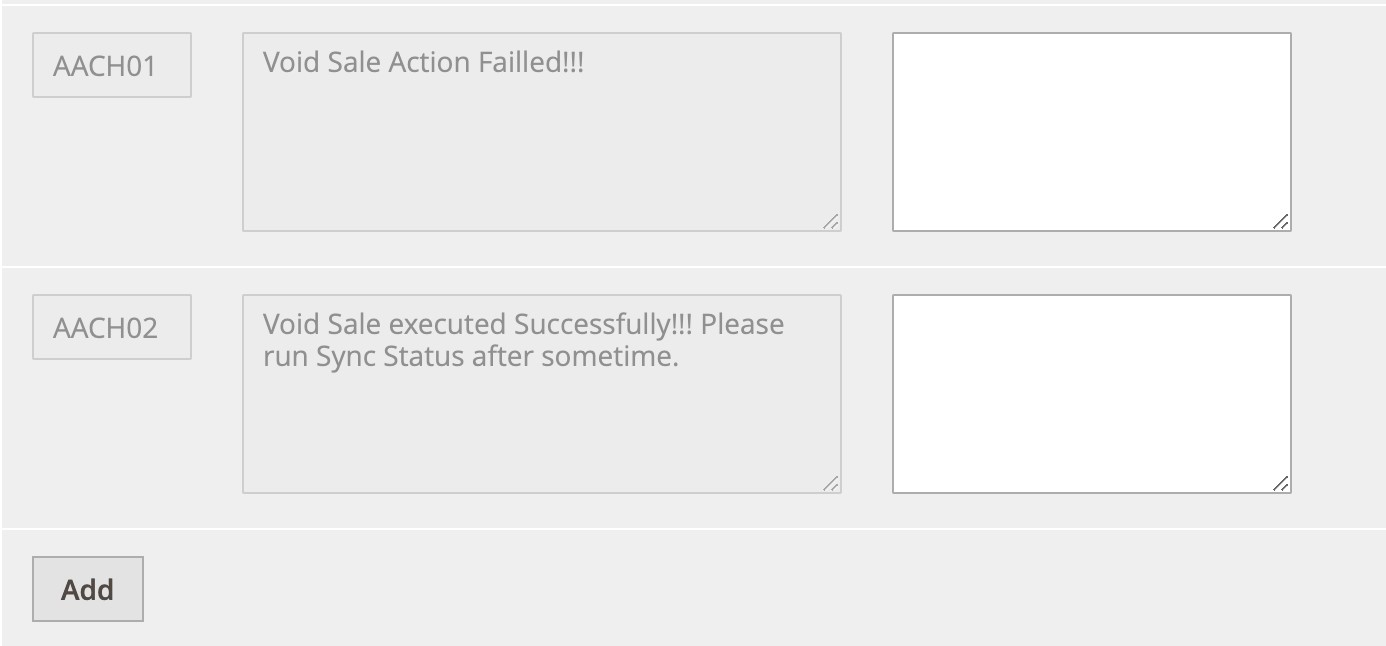 AACH01
Void Sale Action Failled!!!
AACH02
Void Sale executed Successfully!!! Please
run Sync Status after sometime.
Add